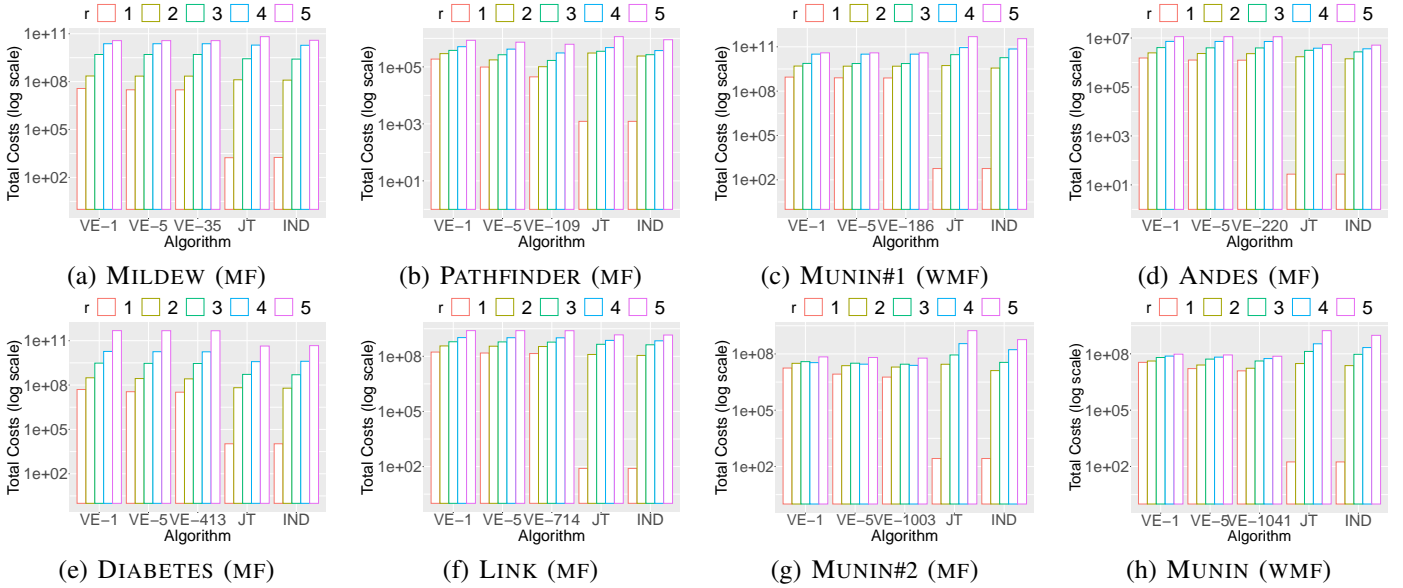 r 1 2 3 4 5
Total Costs (log scale)
1e+11
1e+08
1e+05
1e+02
VE−1 VE−5 VE−35 JT IND
Algorithm
(a) MILDEW (MF)
r 1 2 3 4 5
Total Costs (log scale)
1e+05
1e+03
1e+01
VE−1 VE−5 VE−109 JT IND
Algorithm
(b) PATHFINDER (MF)
r 1 2 3 4 5
Total Costs (log scale)
1e+11
1e+08
1e+05
1e+02
VE−1 VE−5 VE−186 JT IND
Algorithm
(c) MUNIN#1 (WMF)
r 1 2 3 4 5
Total Costs (log scale)
1e+07
1e+05
1e+03
1e+01
VE−1 VE−5 VE−220 JT IND
Algorithm
(d) ANDES (MF)
r 1 2 3 4 5
Total Costs (log scale)
1e+11
1e+08
1e+05
1e+02
VE−1 VE−5 VE−413 JT IND
Algorithm
(e) DIABETES (MF)
r 1 2 3 4 5
Total Costs (log scale)
1e+08
1e+05
1e+02
VE−1 VE−5 VE−714 JT IND
Algorithm
(f) LINK (MF)
r 1 2 3 4 5
Total Costs (log scale)
1e+08
1e+05
1e+02
VE−1 VE−5 VE−1003 JT IND
Algorithm
(g) MUNIN#2 (MF)
r 1 2 3 4 5
Total Costs (log scale)
1e+08
1e+05
1e+02
VE−1 VE−5 VE−1041 JT IND
Algorithm
(h) MUNIN (WMF)